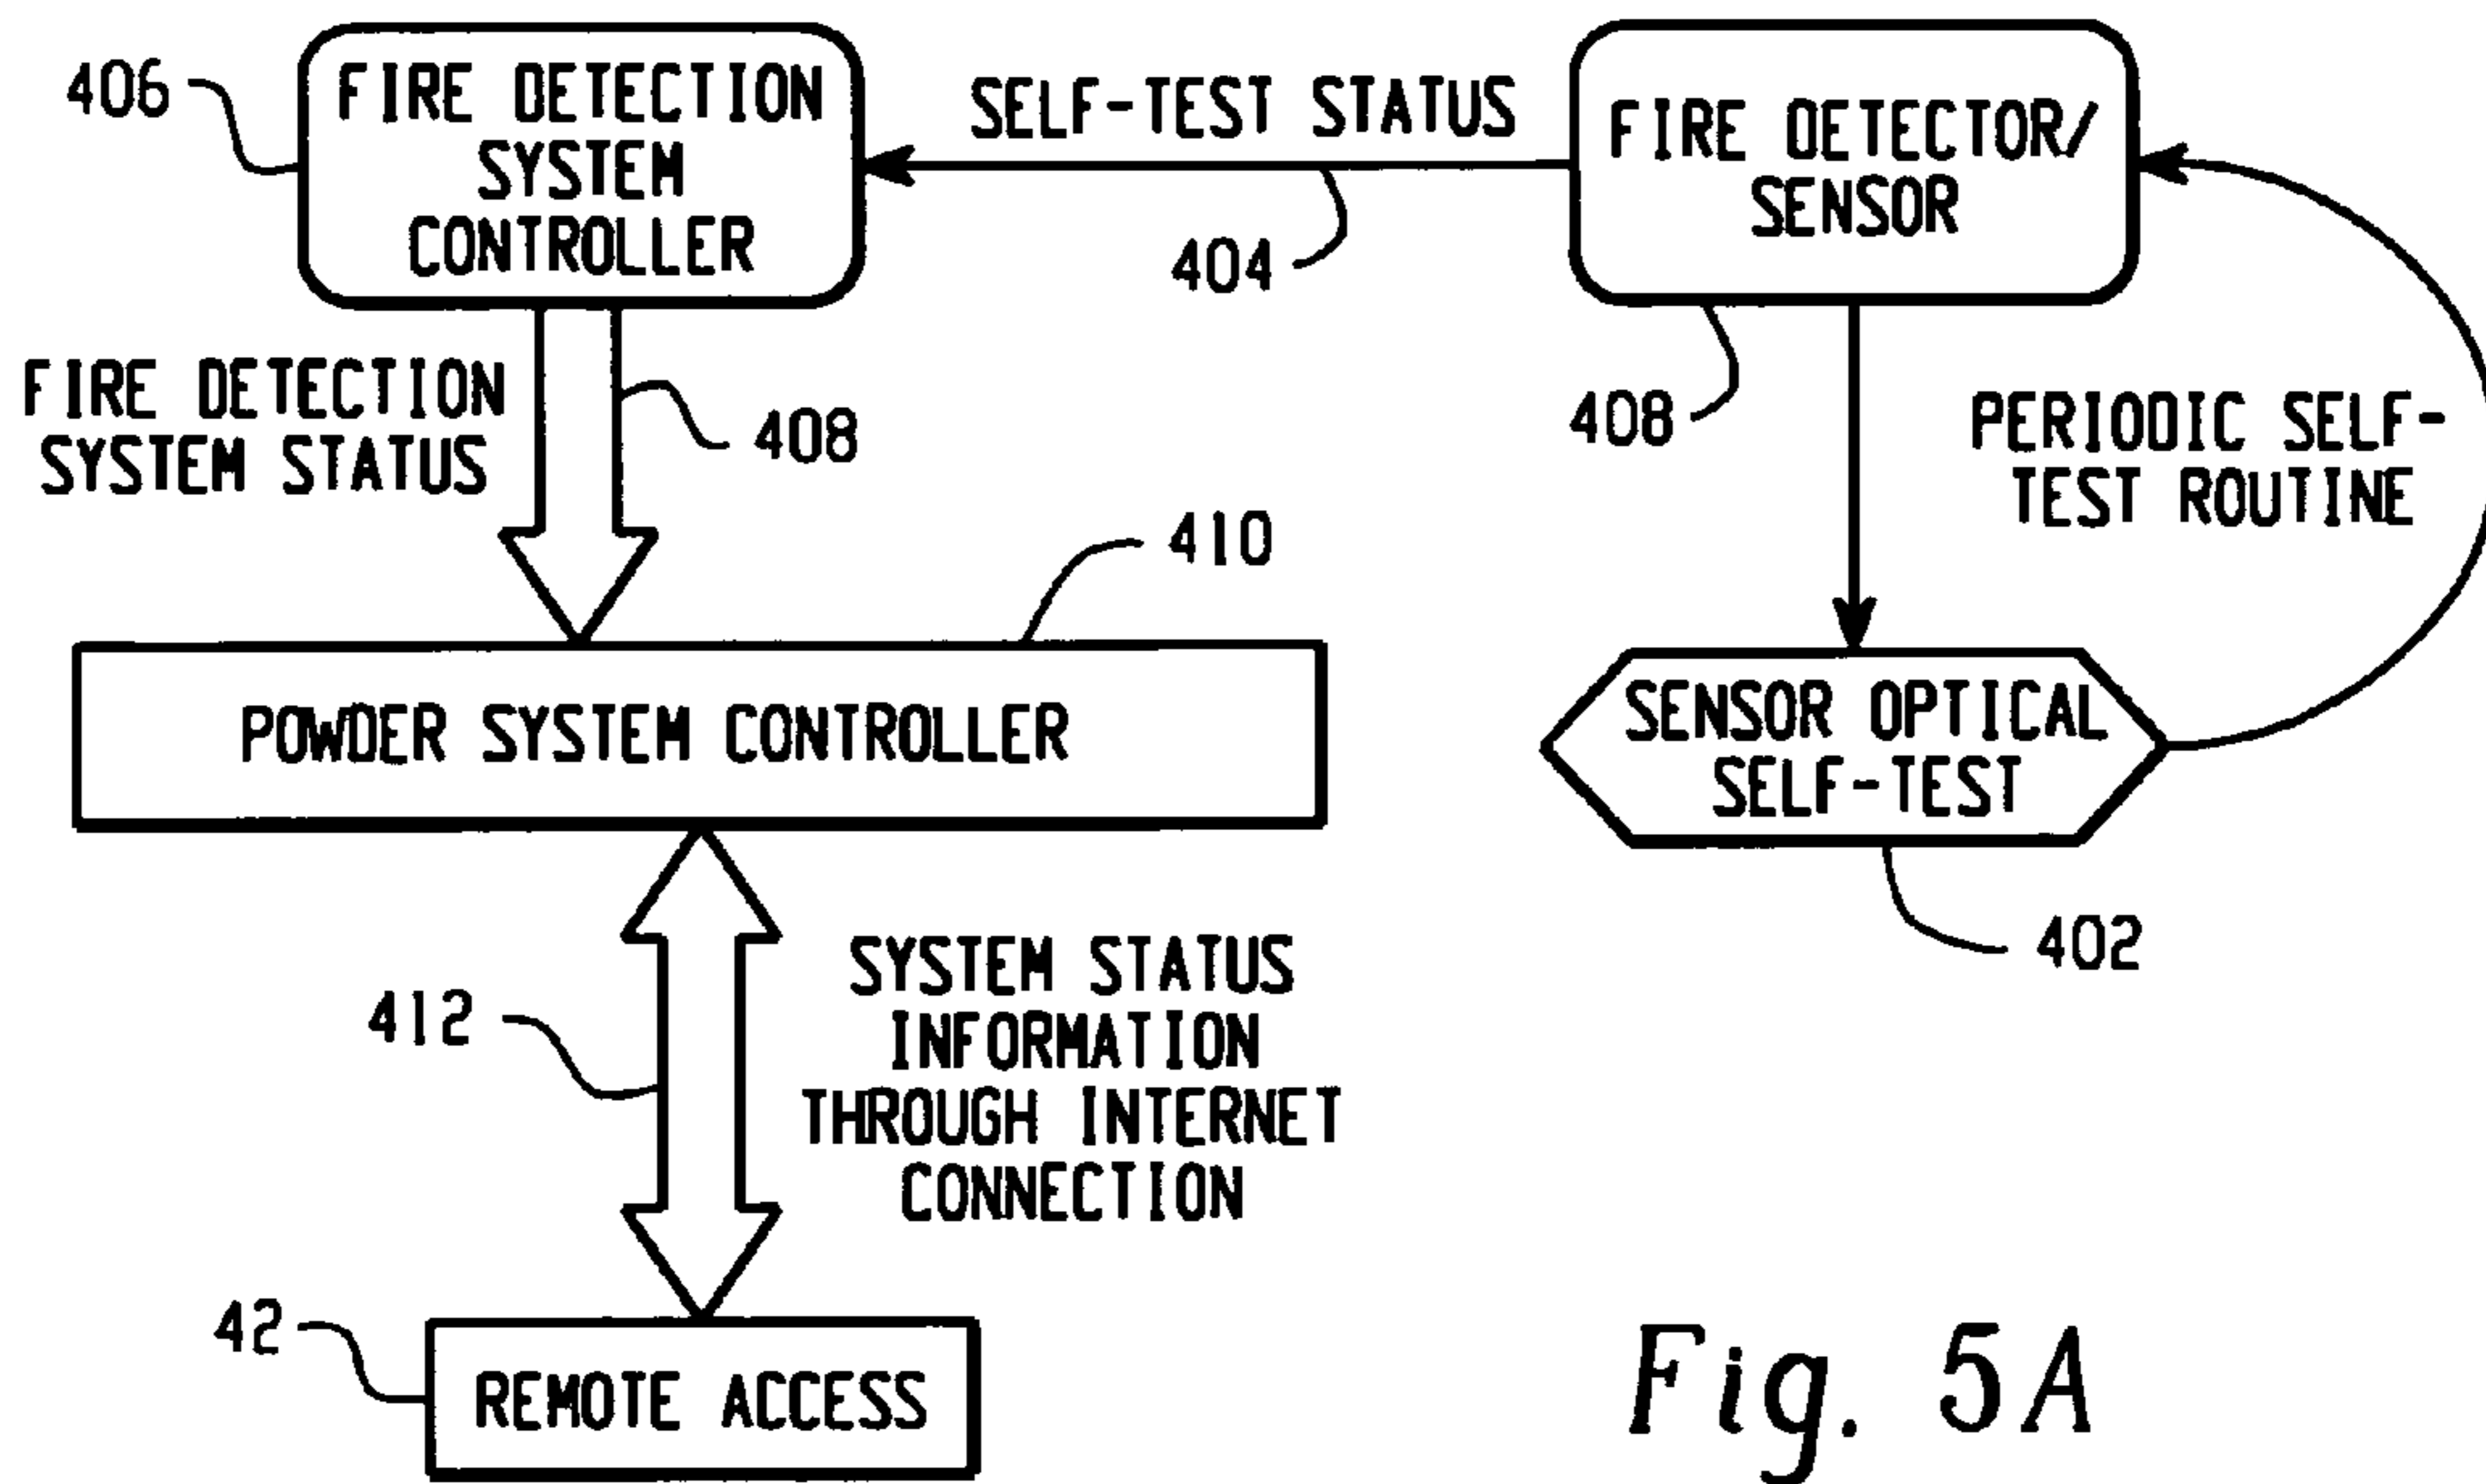 406
FIRE DETECTION
SYSTEM
CONTROLLER
SELF-TEST STATUS
404
FIRE DETECTOR/
SENSOR
408
FIRE DETECTION
SYSTEM STATUS
408
PERIODIC SELF-
TEST ROUTINE
410
POWDER SYSTEM CONTROLLER
SENSOR OPTICAL
SELF-TEST
402
412
SYSTEM STATUS
INFORMATION
THROUGH INTERNET
CONNECTION
42
REMOTE ACCESS
Fig. 5A